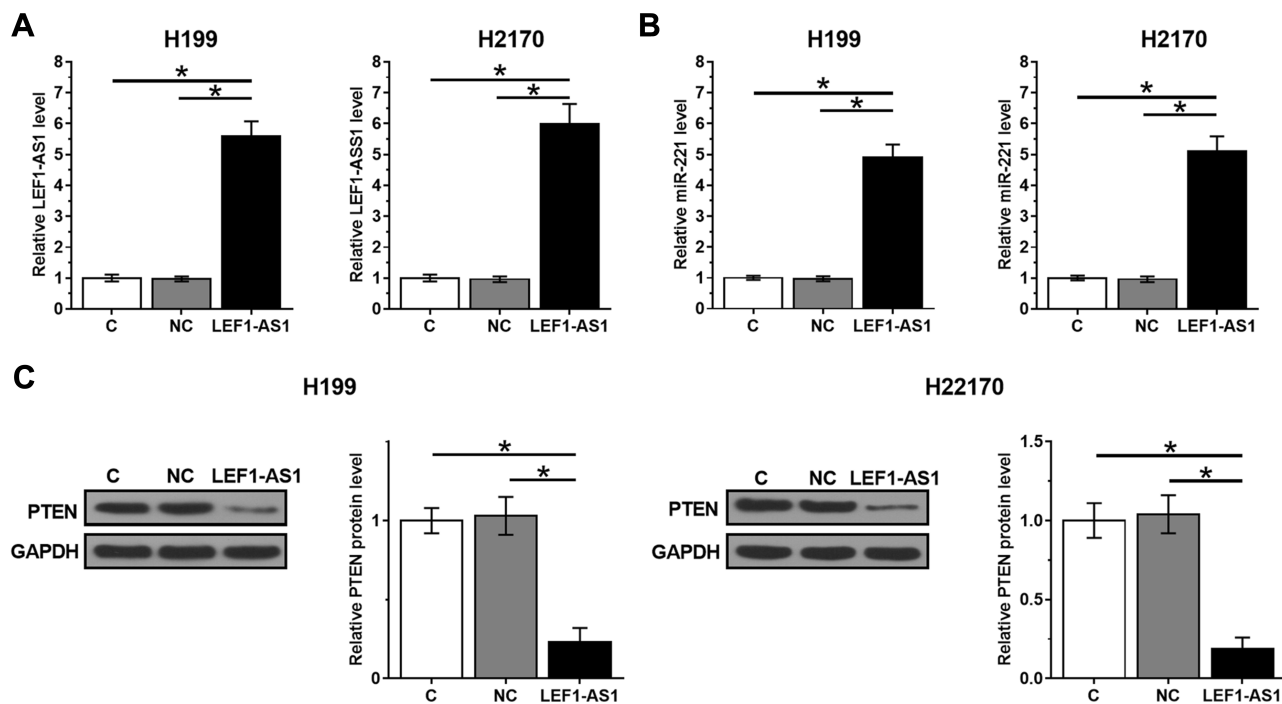 A
H199
Relative LEF1-AS1 level
8
7
6
5
4
3
2
1
0
*
*
C NC LEF1-AS1
H2170
Relative LEF1-ASS1 level
8
7
6
5
4
3
2
1
0
*
*
C NC LEF1-AS1
B
H199
Relative miR-221 level
8
7
6
5
4
3
2
1
0
*
*
C NC LEF1-AS1
H2170
Relative miR-221 level
8
7
6
5
4
3
2
1
0
*
*
C NC LEF1-AS1
C
H199
C NC LEF1-AS1
PTEN
GAPDH
Relative PTEN protein level
1
0
*
*
C NC LEF1-AS1
H22170
C NC LEF1-AS1
PTEN
GAPDH
Relative PTEN protein level
1.5
1.0
0.5
0.0
*
*
C NC LEF1-AS1